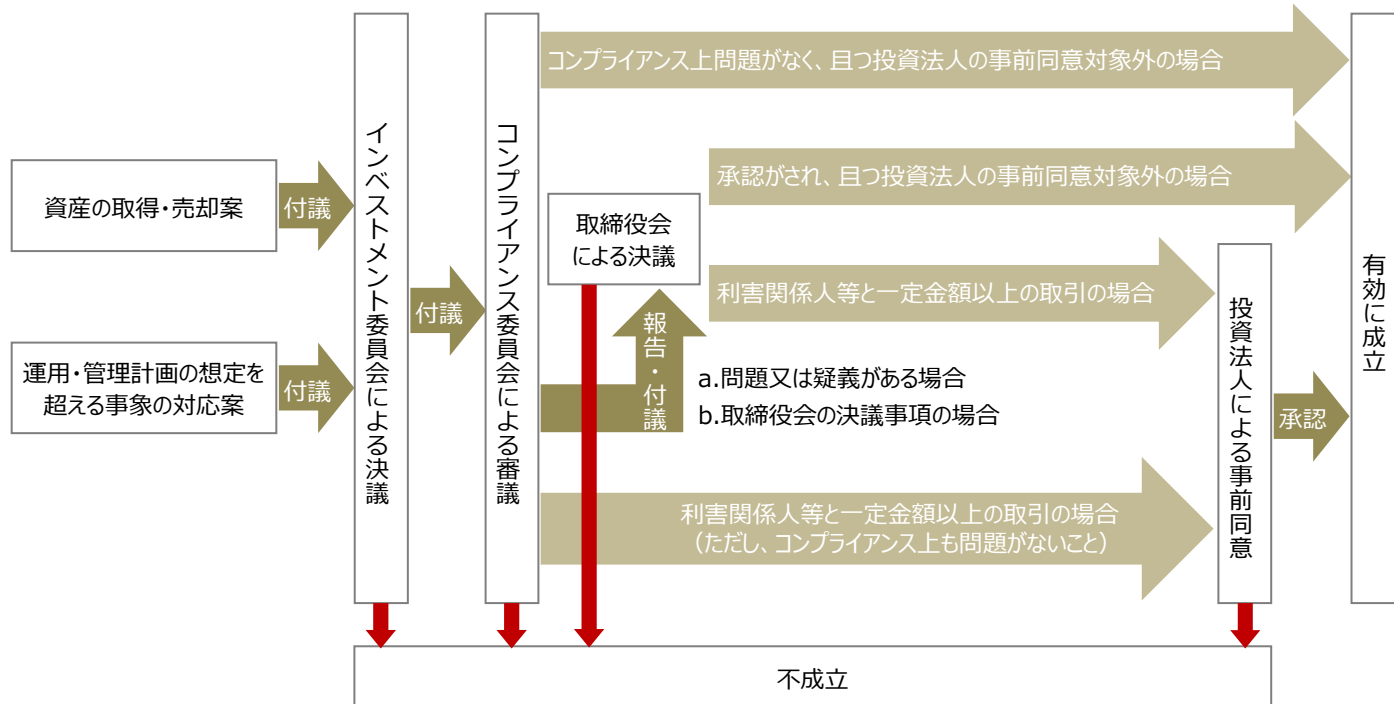 資産の取得・売却案
付議
運用・管理計画の想定を
超える事象の対応案
付議
インベストメント委員会による決議
付議
コンプライアンス委員会による審議
コンプライアンス上問題がなく、且つ投資法人の事前同意対象外の場合
承認がされ、且つ投資法人の事前同意対象外の場合
取締役会
による決議
利害関係人等と一定金額以上の取引の場合
報告・付議
a.問題又は疑義がある場合
b.取締役会の決議事項の場合
利害関係人等と一定金額以上の取引の場合
（ただし、コンプライアンス上も問題がないこと）
投資法人による事前同意
承認
有効に成立
不成立